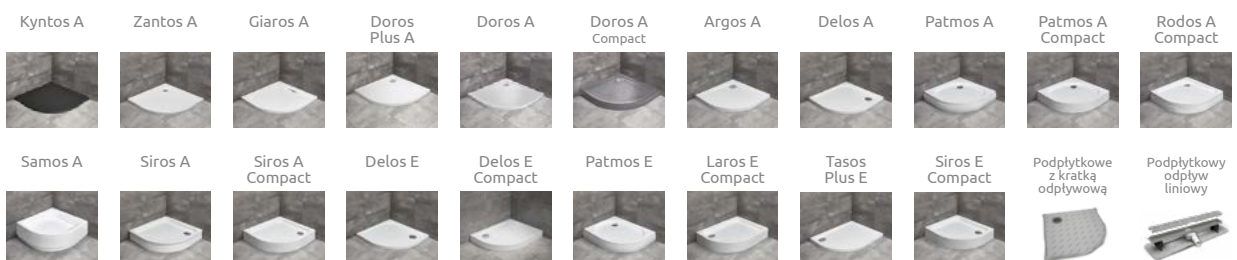 Kyntos A
Zantos A
Giaros A
Doros
Plus A
Doros A
Doros A
Compact
Argos A
Delos A
Patmos A
Patmos A
Compact
Rodos A
Compact
Samos A
Siros A
Siros A
Compact
Delos E
Delos E
Compact
Patmos E
Laros E
Compact
Tasos
Plus E
Siros E
Compact
Podpłytkowe
z kratką
odpływową
Podpłytkowy
odpływ
liniowy